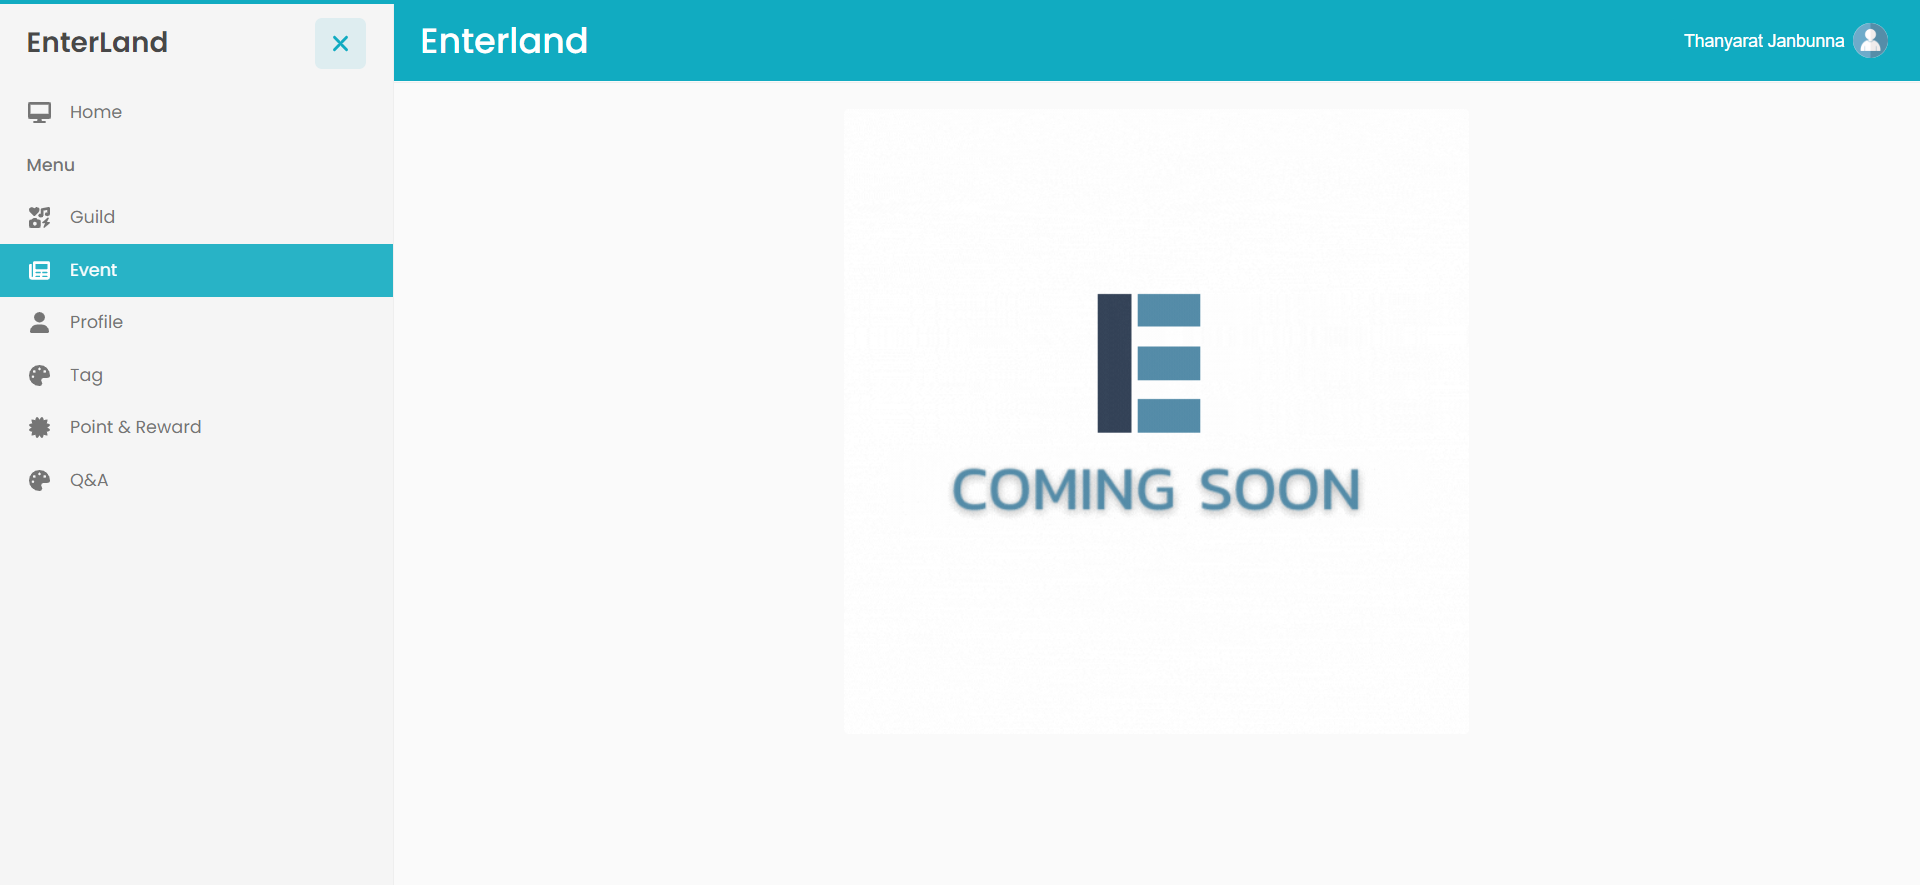 EnterLand
Enterland
Thanyarat Janbunna
Home
Menu
Guild
Event
Profile
Tag
Point & Reward
Q&A
E
COMING SOON